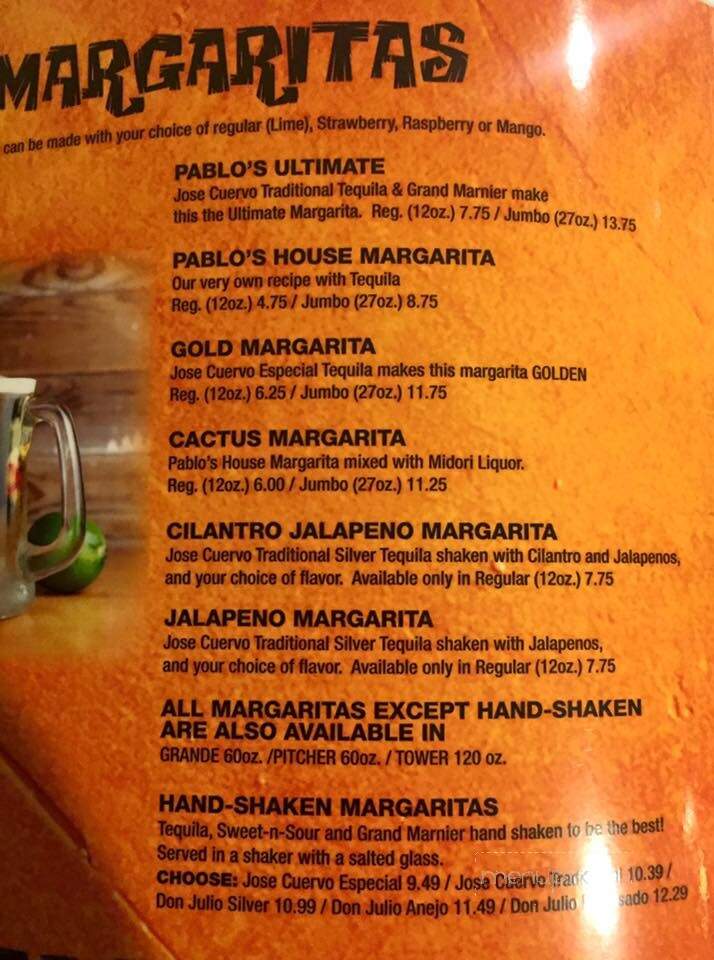 MARGARITAS
can be made with your choice of regular (Lime), Strawberry, Raspberry or Mango.
PABLO'S ULTIMATE
Jose Cuervo Traditional Tequila & Grand Marnier make
this the Ultimate Margarita. Reg. (12oz.) 7.75 / Jumbo (27oz.) 13.75
PABLO'S HOUSE MARGARITA
Our very own recipe with Tequila
Reg. (12oz.) 4.75 / Jumbo (27oz.) 8.75
GOLD MARGARITA
Jose Cuervo Especial Tequila makes this margarita GOLDEN
Reg. (12oz.) 6.25 / Jumbo (27oz.) 11.75
CACTUS MARGARITA
Pablo's House Margarita mixed with Midori Liquor.
Reg. (12oz.) 6.00 / Jumbo (27oz.) 11.25
CILANTRO JALAPENO MARGARITA
Jose Cuervo Traditional Silver Tequila shaken with Cilantro and Jalapenos,
and your choice of flavor. Available only in Regular (12oz.) 7.75
JALAPENO MARGARITA
Jose Cuervo Traditional Silver Tequila shaken with Jalapenos,
and your choice of flavor. Available only in Regular (12oz.) 7.75
ALL MARGARITAS EXCEPT HAND-SHAKEN
ARE ALSO AVAILABLE IN
GRANDE 60oz. /PITCHER 60oz. / TOWER 120 oz.
HAND-SHAKEN MARGARITAS
Tequila, Sweet-n-Sour and Grand Marnier hand shaken to be the best!
Served in a shaker with a salted glass.
CHOOSE: Jose Cuervo Especial 9.49 / Jose Cuervo 10.39 /
Don Julio Silver 10.99 / Don Julio Anejo 11.49 / Don Julio 12.29